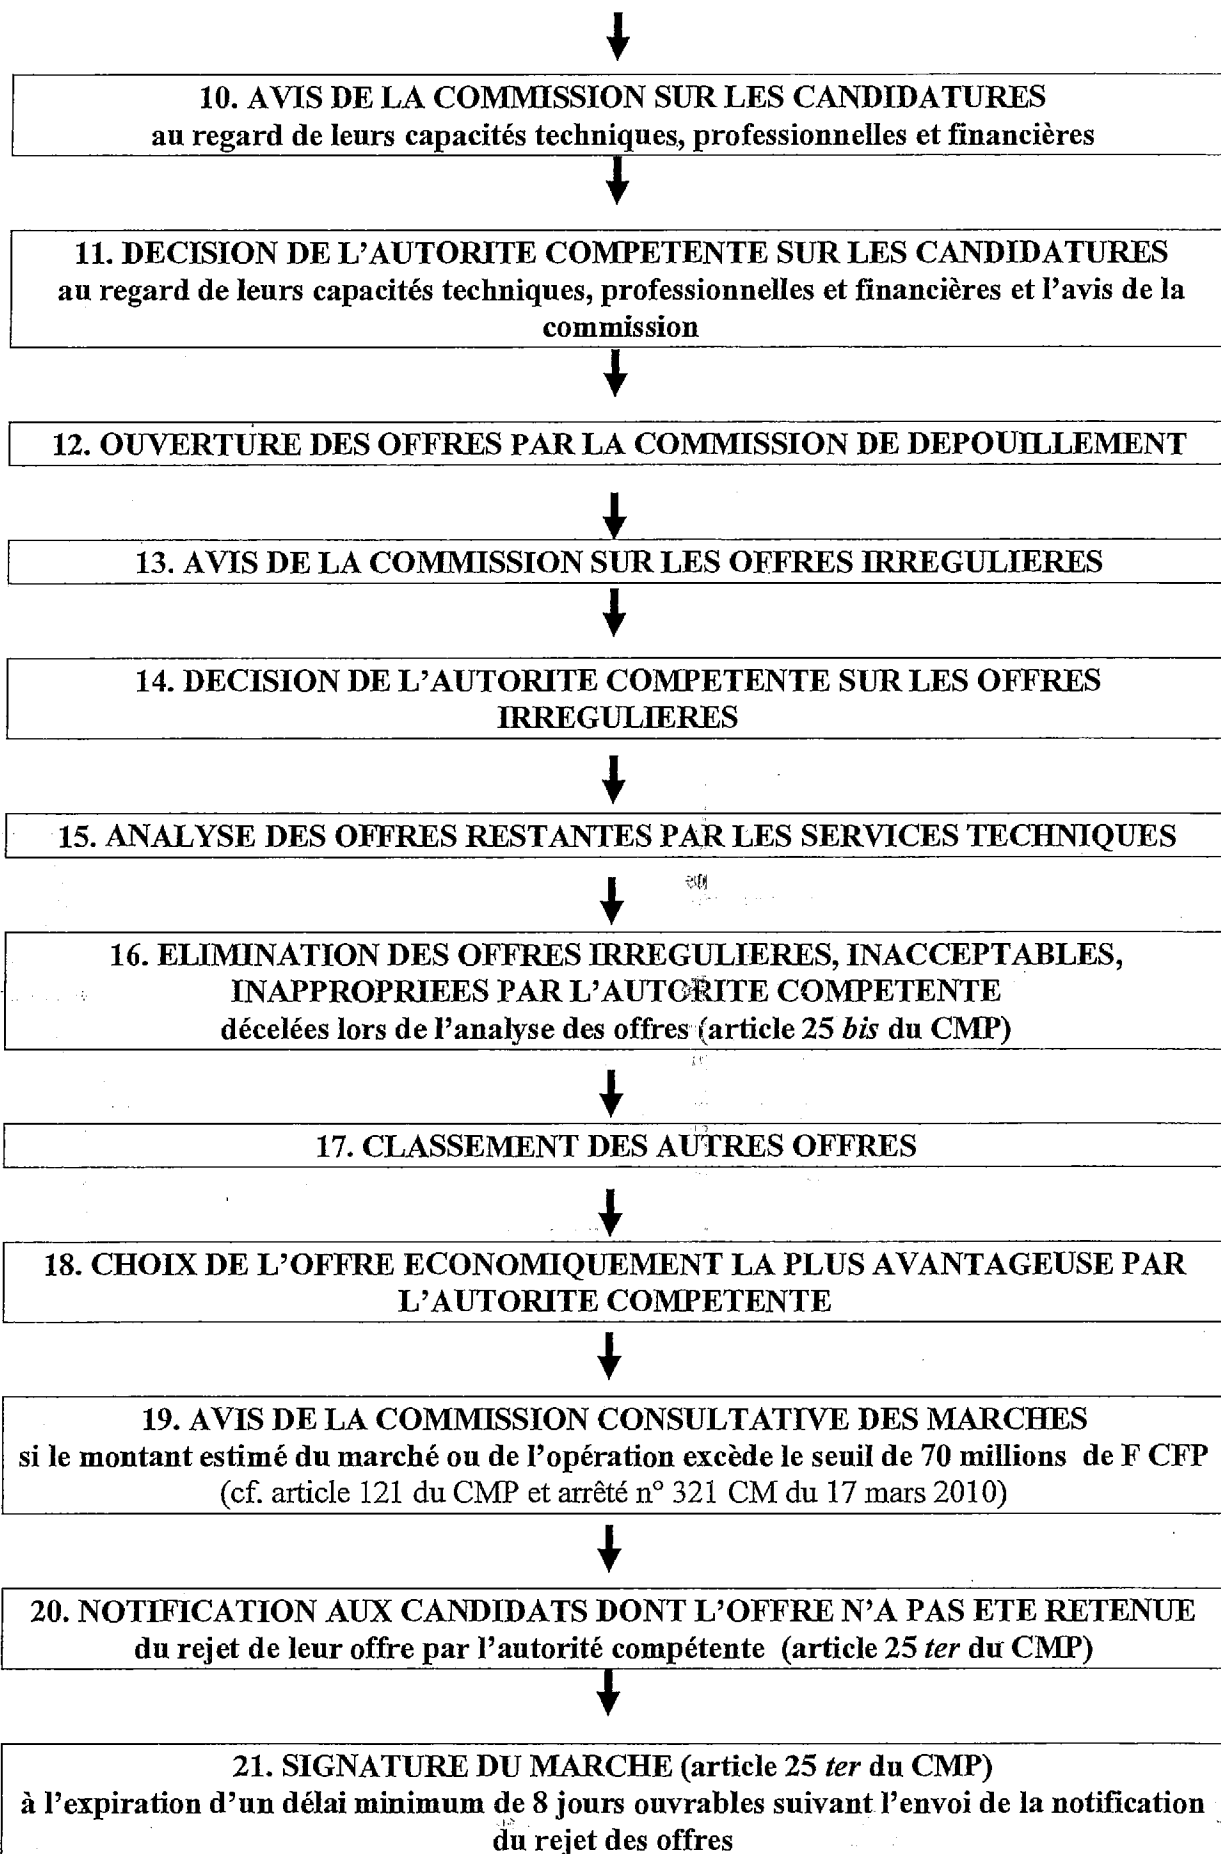 10. AVIS DE LA COMMISSION SUR LES CANDIDATURES
au regard de leurs capacités techniques, professionnelles et financières
11. DECISION DE L'AUTORITE COMPETENTE SUR LES CANDIDATURES
au regard de leurs capacités techniques, professionnelles et financières et l'avis de la
commission
12. OUVERTURE DES OFFRES PAR LA COMMISSION DE DEPOUILLEMENT
13. AVIS DE LA COMMISSION SUR LES OFFRES IRREGULIERES
14. DECISION DE L'AUTORITE COMPETENTE SUR LES OFFRES
IRREGULIERES
15. ANALYSE DES OFFRES RESTANTES PAR LES SERVICES TECHNIQUES
16. ELIMINATION DES OFFRES IRREGULIERES, INACCEPTABLES,
INAPPROPRIEES PAR L'AUTORITE COMPETENTE
décelées lors de l'analyse des offres (article 25 bis du CMP)
17. CLASSEMENT DES AUTRES OFFRES
18. CHOIX DE L'OFFRE ECONOMIQUEMENT LA PLUS AVANTAGEUSE PAR
L'AUTORITE COMPETENTE
19. AVIS DE LA COMMISSION CONSULTATIVE DES MARCHES
si le montant estimé du marché ou de l'opération excède le seuil de 70 millions de F CFP
(cf. article 121 du CMP et arrêté n° 321 CM du 17 mars 2010)
20. NOTIFICATION AUX CANDIDATS DONT L'OFFRE N'A PAS ETE RETENUE
du rejet de leur offre par l'autorité compétente (article 25 ter du CMP)
21. SIGNATURE DU MARCHE (article 25 ter du CMP)
à l'expiration d'un délai minimum de 8 jours ouvrables suivant l'envoi de la notification
du rejet des offres